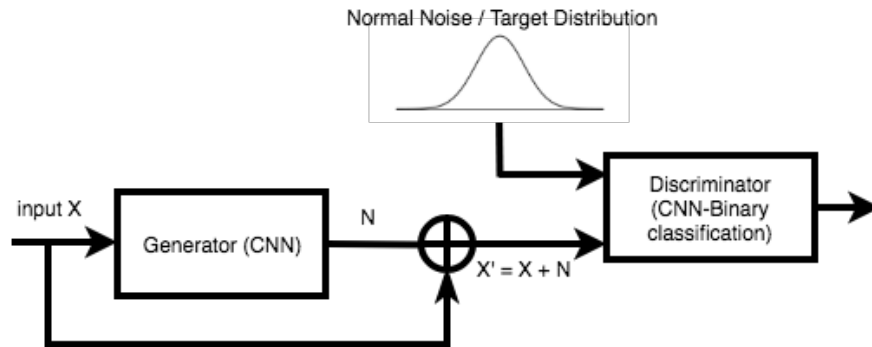 Normal Noise / Target Distribution
input X
Generator (CNN)
N
X' = X + N
Discriminator
(CNN-Binary
classification)